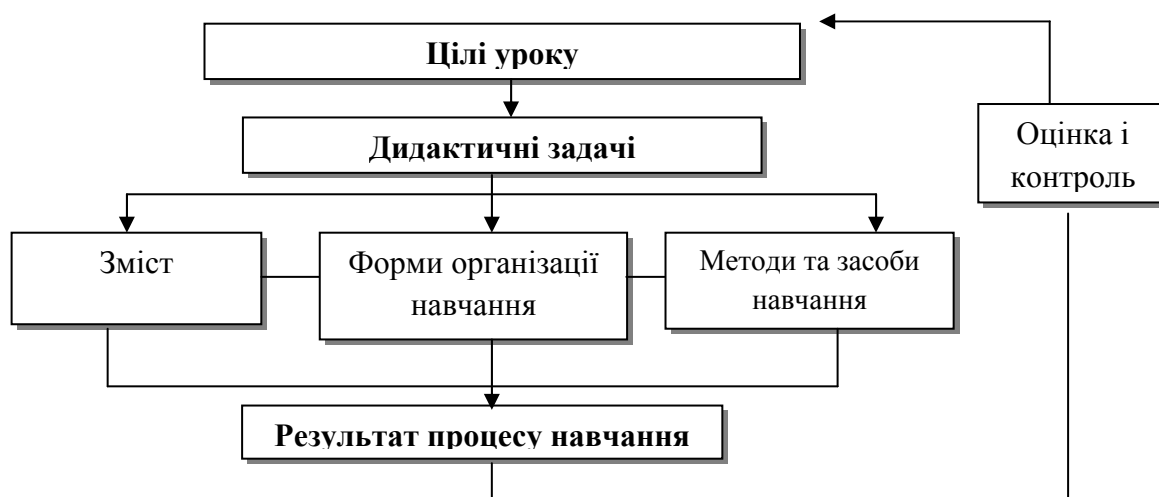 Цілі уроку
Дидактичні задачі
Оцінка і
контроль
Зміст
Форми організації
навчання
Методи та засоби
навчання
Результат процесу навчання